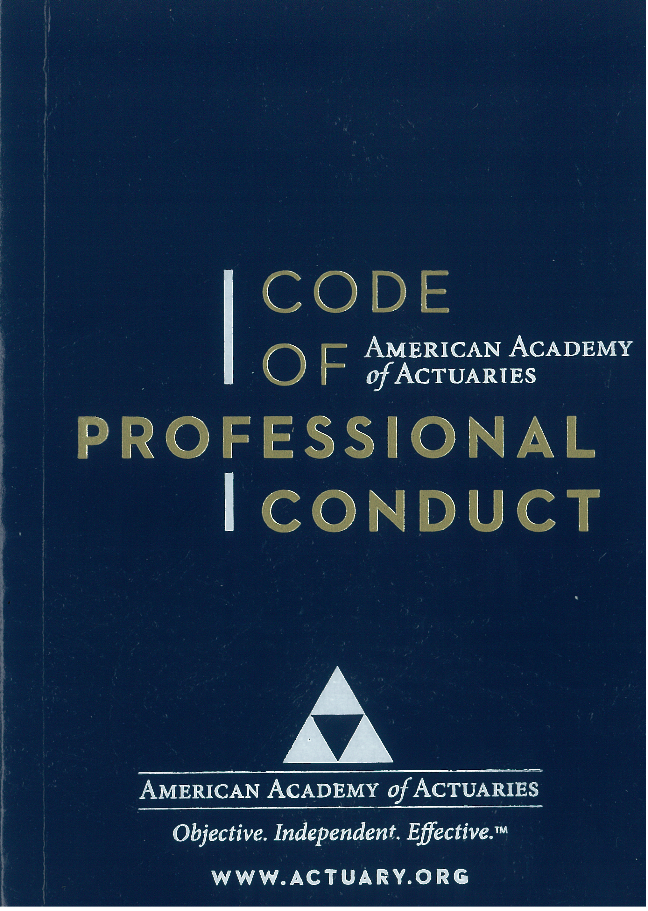 CODE
OF
AMERICAN ACADEMY
of ACTUARIES
PROFESSIONAL
CONDUCT
AMERICAN ACADEMY of ACTUARIES
Objective. Independent. Effective.™
WWW.ACTUARY.ORG